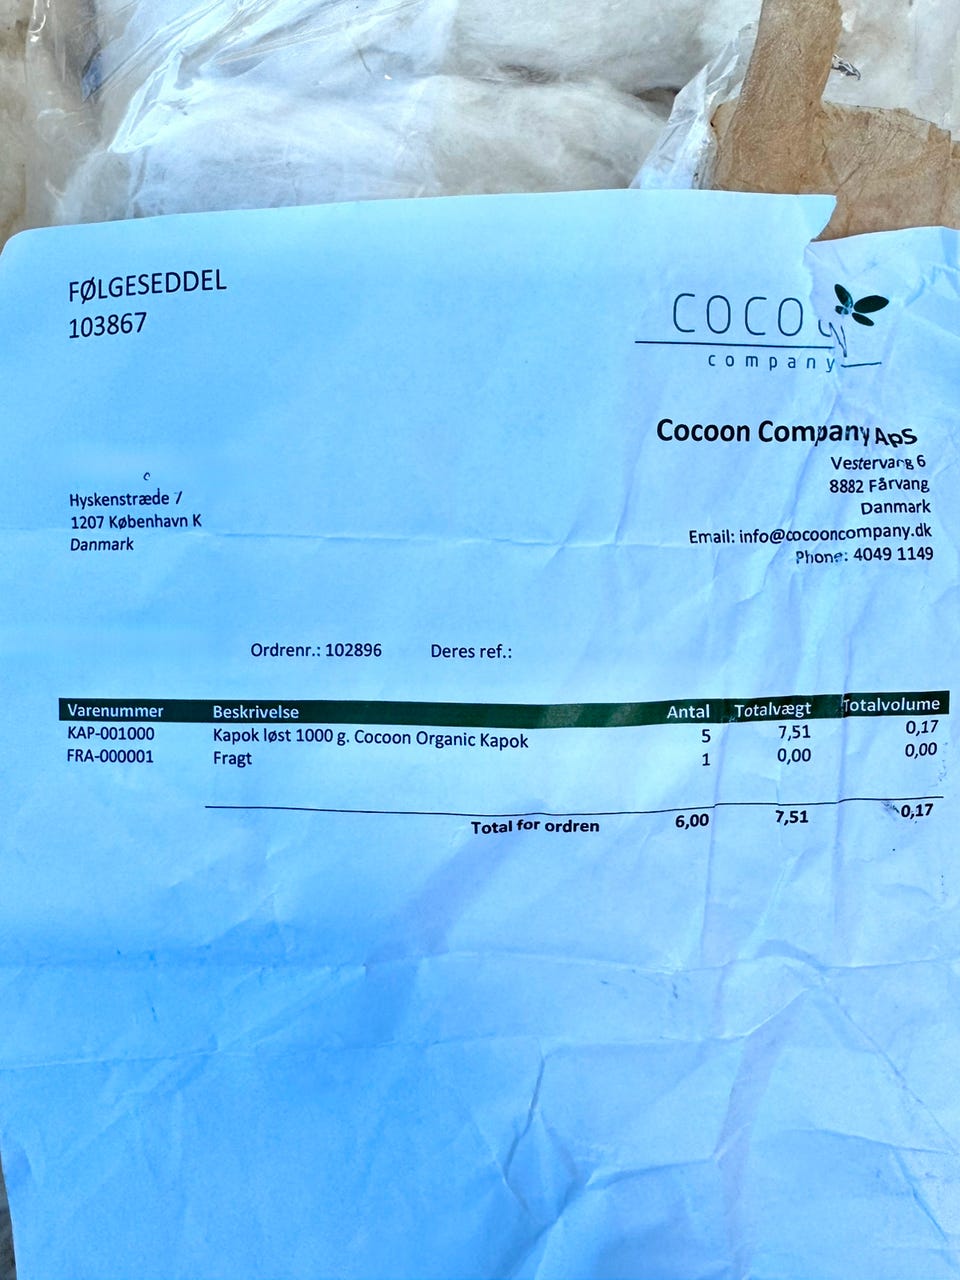 FØLGESEDDEL
103867
COCOON
company
Cocoon Company ApS
Vestervang 6
8882 Fårvang
Danmark
Email: info@cocooncompany.dk
Phone: 4049 1149
Hyskenstræde 7
1207 København K
Danmark
Ordrenr.: 102896 Deres ref.:
Varenummer Beskrivelse Antal Totalvægt Totalvolume
KAP-001000 Kapok løst 1000 g. Cocoon Organic Kapok 5 7,51 0,17
FRA-000001 Fragt 1 0,00 0,00
Total for ordren 6,00 7,51 0,17